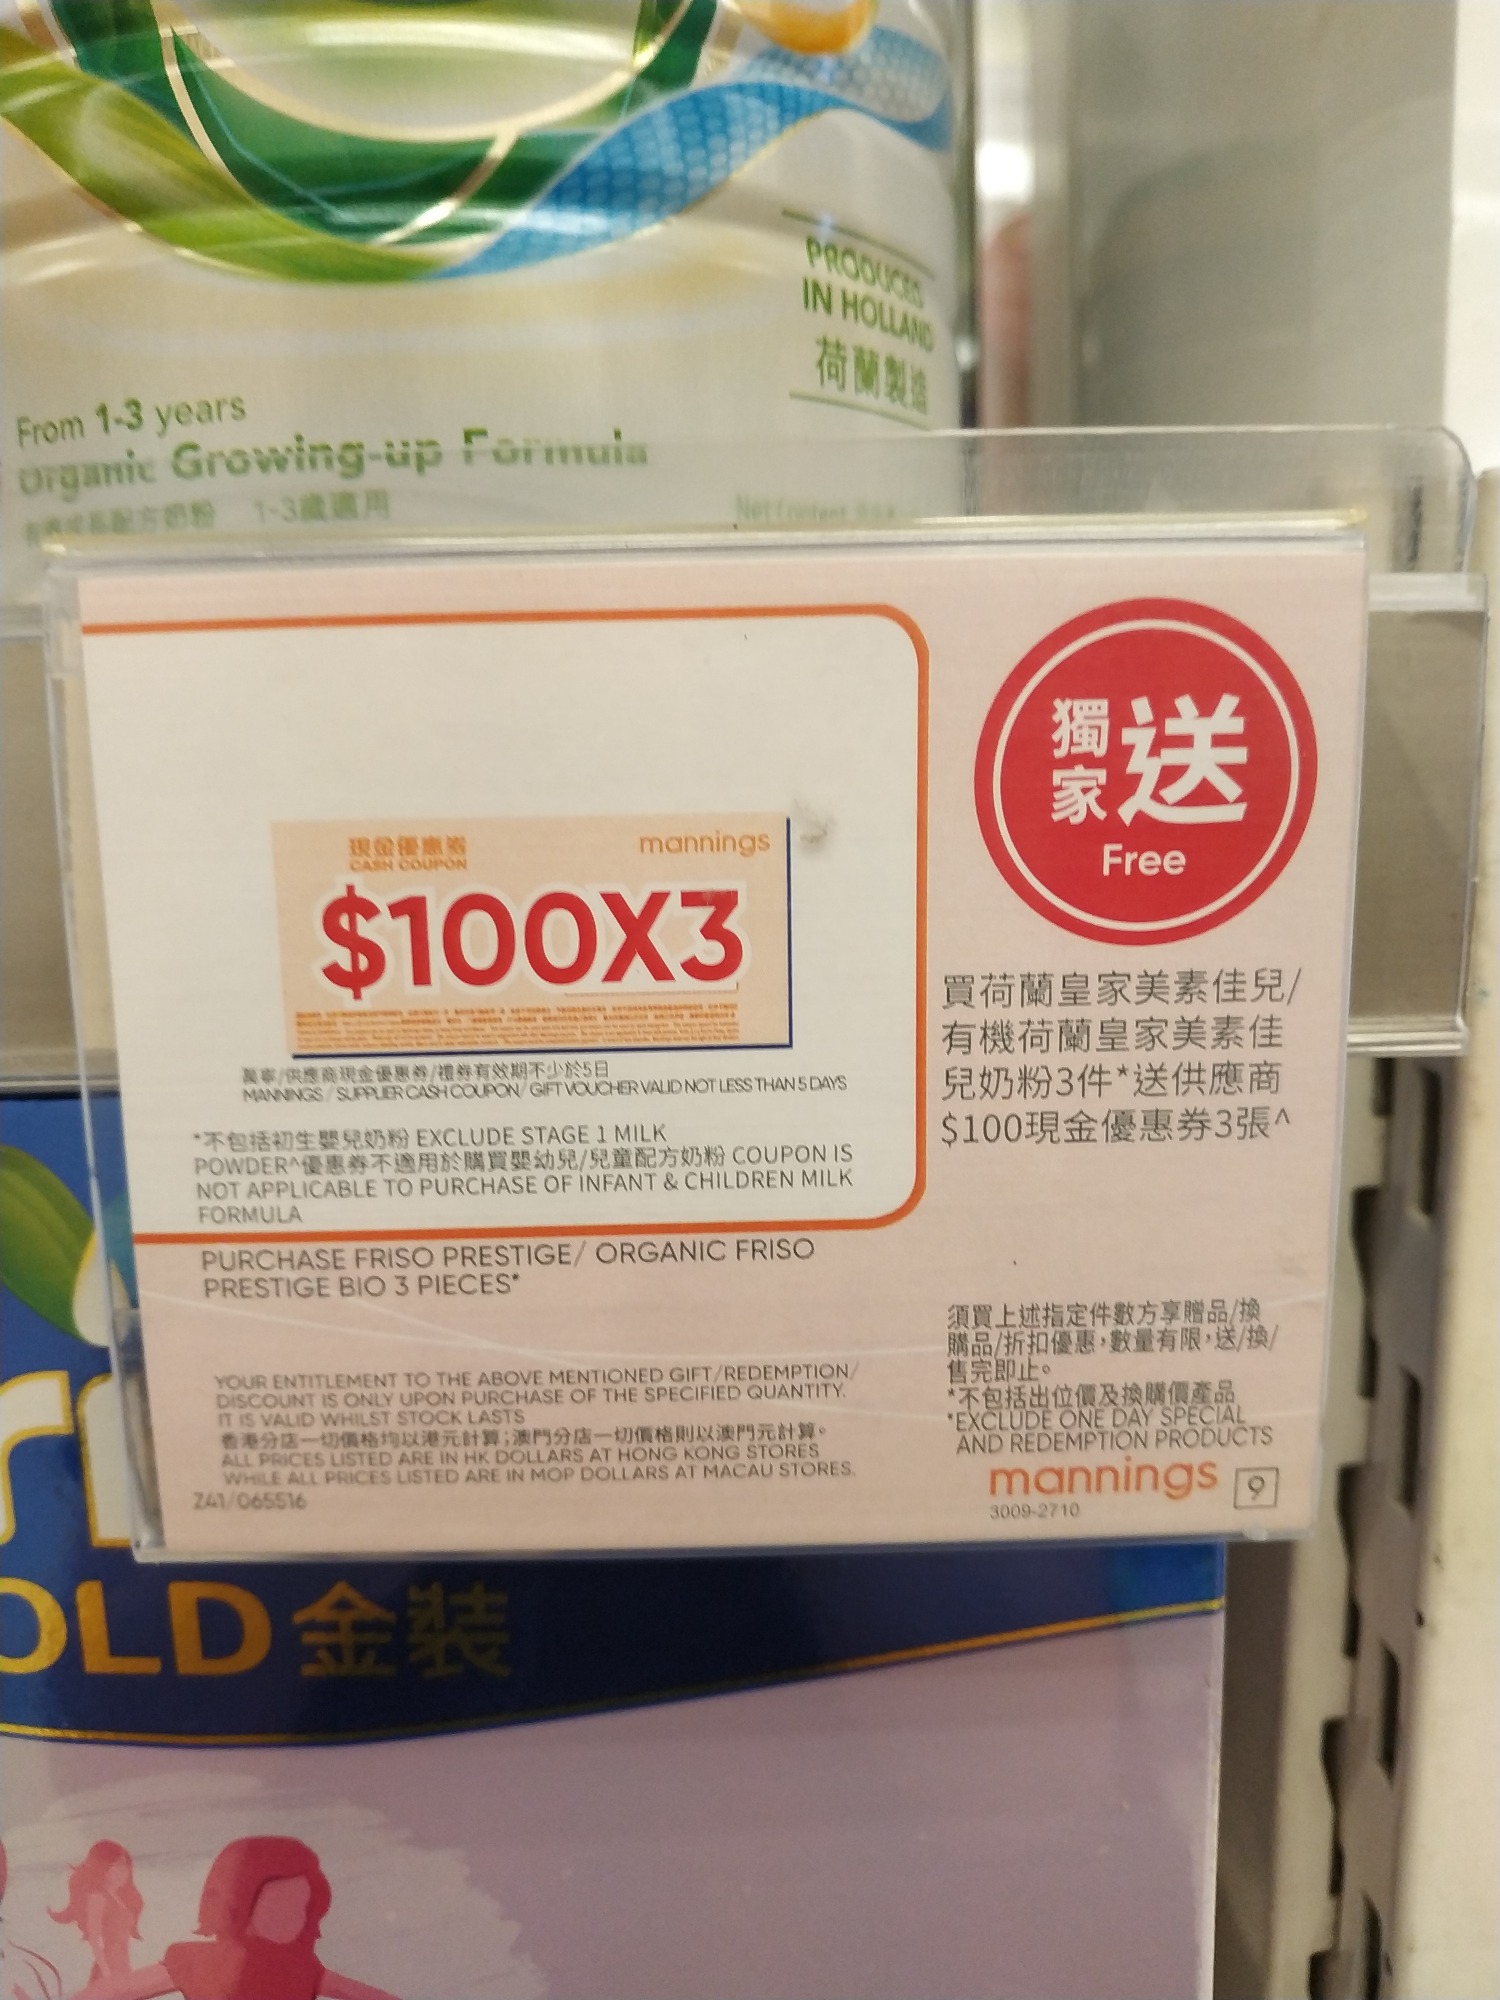 PRODUCED
IN HOLLAND
荷蘭製造
From 1-3 years
Organic Growing-up Formula
配方奶粉 1-3歲適用
Net Content
獨家送
Free
現金優惠券
CASH COUPON
mannings
$100X3
萬寧/供應商現金優惠券/禮券有效期不少於5日
MANNINGS / SUPPLIER CASH COUPON/ GIFT VOUCHER VALID NOT LESS THAN 5 DAYS
*不包括初生嬰兒奶粉 EXCLUDE STAGE 1 MILK
POWDER^優惠券不適用於購買嬰幼兒/兒童配方奶粉 COUPON IS
NOT APPLICABLE TO PURCHASE OF INFANT & CHILDREN MILK
FORMULA
買荷蘭皇家美素佳兒/
有機荷蘭皇家美素佳
兒奶粉3件*送供應商
$100現金優惠券3張^
PURCHASE FRISO PRESTIGE/ ORGANIC FRISO
PRESTIGE BIO 3 PIECES*
YOUR ENTITLEMENT TO THE ABOVE MENTIONED GIFT/REDEMPTION/
DISCOUNT IS ONLY UPON PURCHASE OF THE SPECIFIED QUANTITY.
IT IS VALID WHILST STOCK LASTS
香港分店一切價格均以港元計算;澳門分店一切價格則以澳門元計算。
ALL PRICES LISTED ARE IN HK DOLLARS AT HONG KONG STORES
WHILE ALL PRICES LISTED ARE IN MOP DOLLARS AT MACAU STORES.
Z41/065516
須買上述指定件數方享贈品/換
購品/折扣優惠,數量有限,送/換/
售完即止。
*不包括出位價及換購價產品
*EXCLUDE ONE DAY SPECIAL
AND REDEMPTION PRODUCTS
mannings 9
3009-2710
OLD 金裝